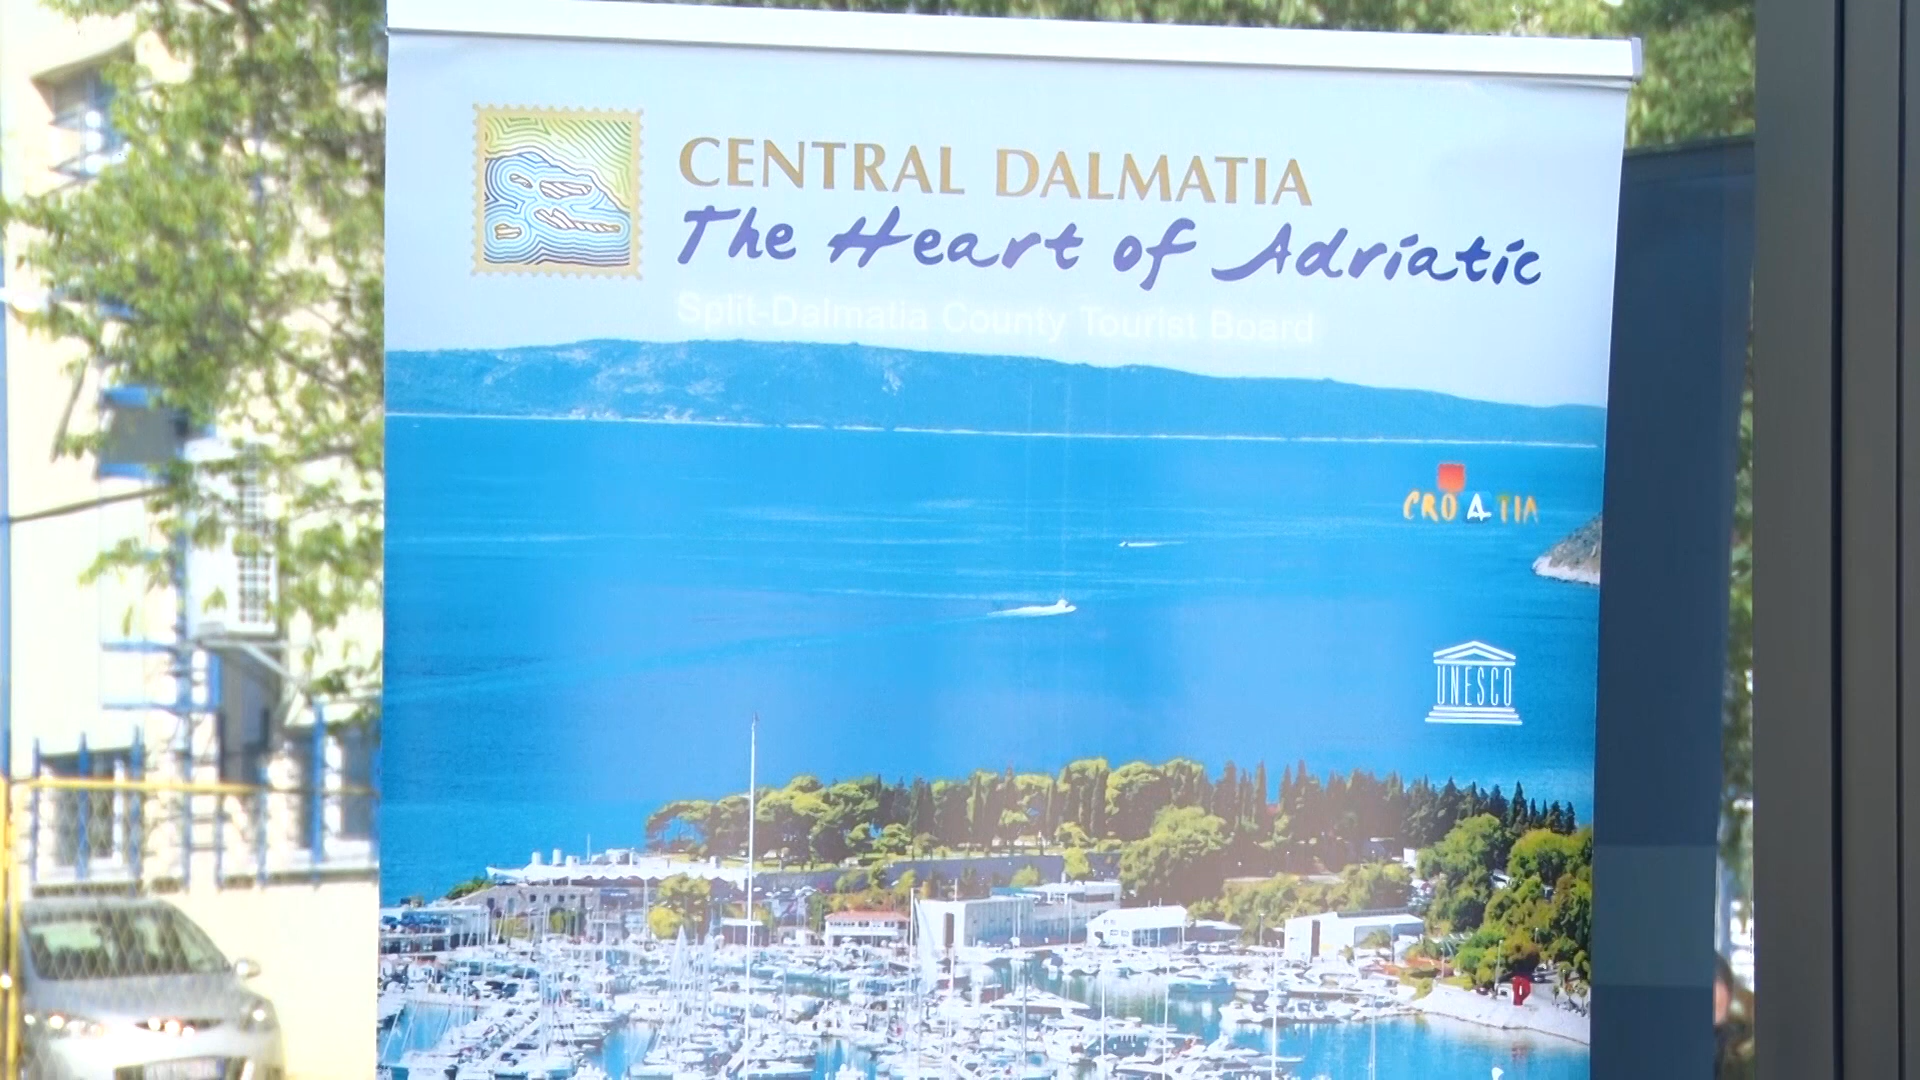 CENTRAL DALMATIA
The Heart of Adriatic
Split-Dalmatia County Tourist Board
CROATIA
UNESCO